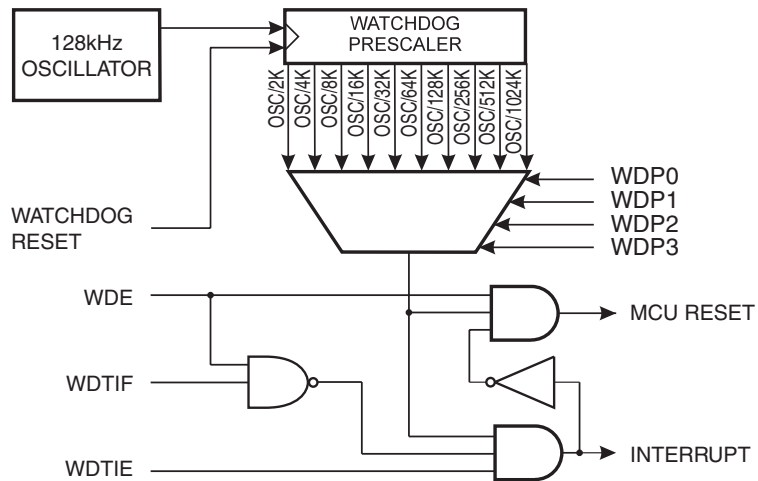 128kHz
OSCILLATOR
WATCHDOG
PRESCALER
OSC/2K
OSC/4K
OSC/8K
OSC/16K
OSC/32K
OSC/64K
OSC/128K
OSC/256K
OSC/512K
OSC/1024K
WDP0
WDP1
WDP2
WDP3
WATCHDOG
RESET
WDE
MCU RESET
WDTIF
INTERRUPT
WDTIE